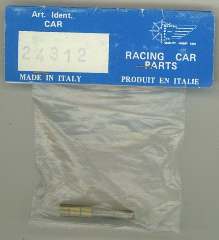 Art. Ident.
CAR
24312
RACING CAR
PARTS
MADE IN ITALY
PRODUIT EN ITALIE